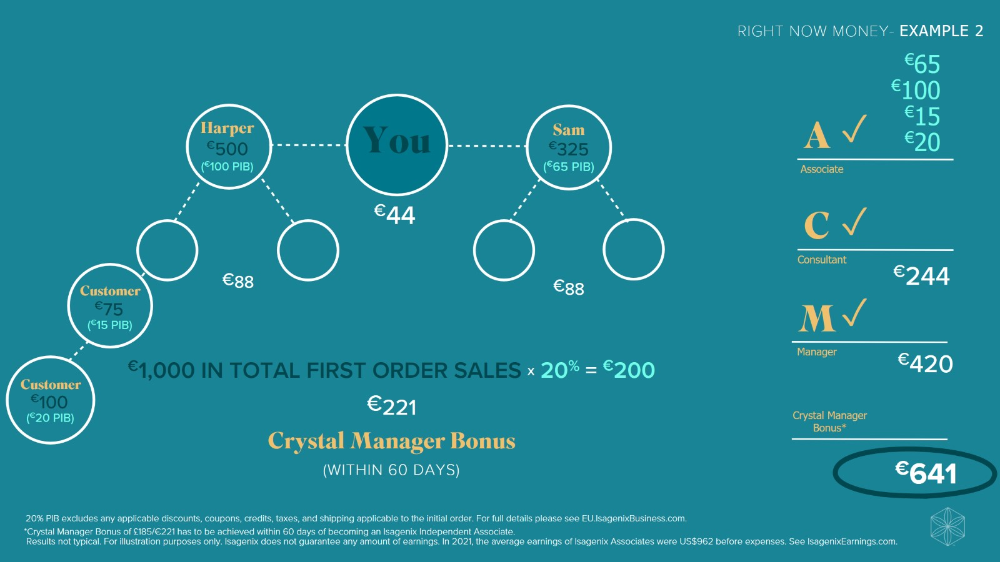 RIGHT NOW MONEY- EXAMPLE 2
€65
€100
€15
€20
A ✓
Associate
C ✓
Consultant
€244
M ✓
Manager
€420
Crystal Manager
Bonus*
€641
Harper
€500
(€100 PIB)
You
€44
Sam
€325
(€65 PIB)
€88
€88
Customer
€75
(€15 PIB)
Customer
€100
(€20 PIB)
€1,000 IN TOTAL FIRST ORDER SALES x 20% = €200
€221
Crystal Manager Bonus
(WITHIN 60 DAYS)
20% PIB excludes any applicable discounts, coupons, credits, taxes, and shipping applicable to the initial order. For full details please see EU.IsagenixBusiness.com.
*Crystal Manager Bonus of £185/€221 has to be achieved within 60 days of becoming an Isagenix Independent Associate.
Results not typical. For illustration purposes only. Isagenix does not guarantee any amount of earnings. In 2021, the average earnings of Isagenix Associates were US$962 before expenses. See IsagenixEarnings.com.